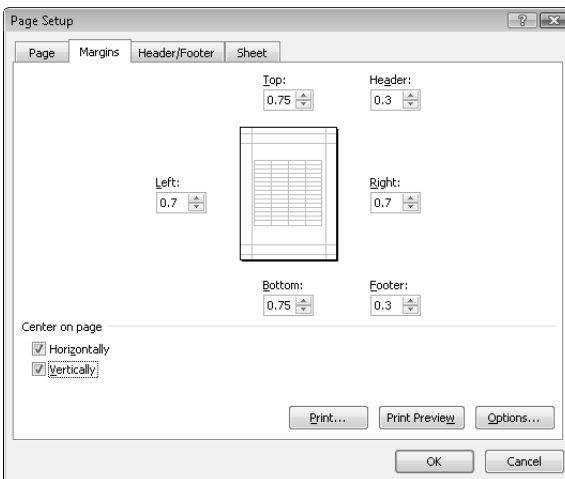 Page Setup
Page Margins Header/Footer Sheet
Top: Header:
0.75 0.3
Left: Right:
0.7 0.7
Bottom: Footer:
0.75 0.3
Center on page
Horizontally
Vertically
Print... Print Preview Options...
OK Cancel